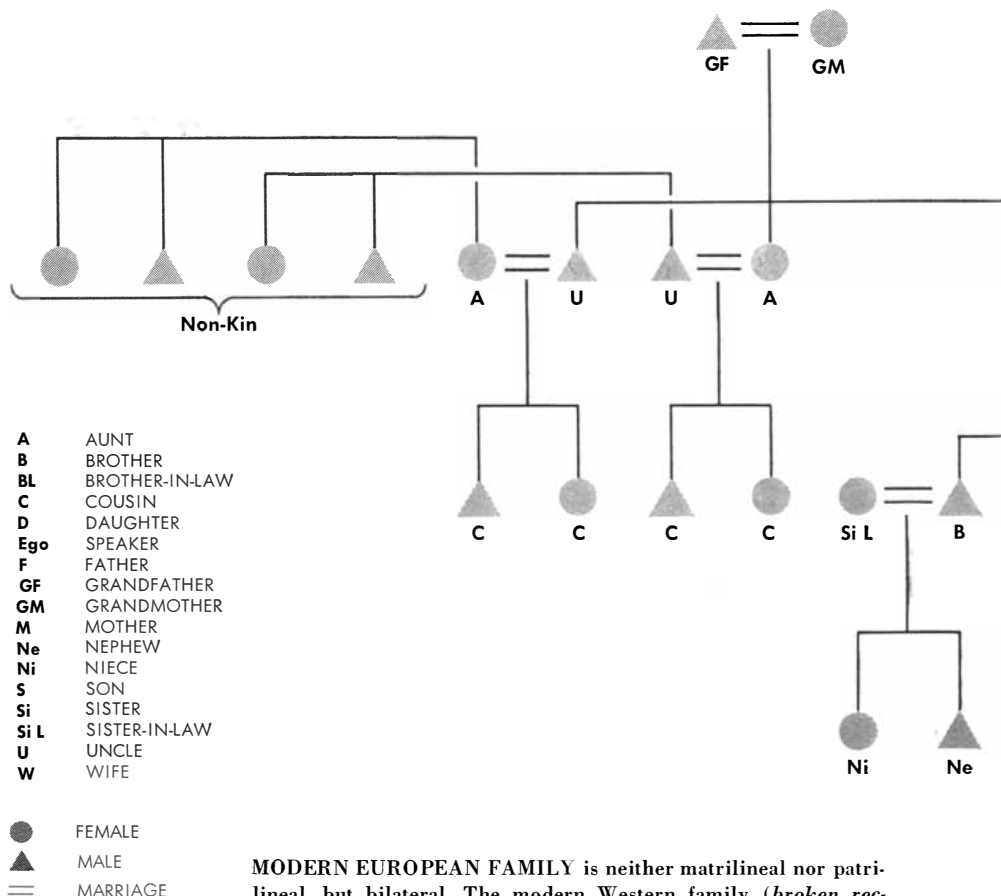 GF GM
A U U A
Non-Kin
C C C C Si L B
Ni Ne
A AUNT
B BROTHER
BL BROTHER-IN-LAW
C COUSIN
D DAUGHTER
Ego SPEAKER
F FATHER
GF GRANDFATHER
GM GRANDMOTHER
M MOTHER
Ne NEPHEW
Ni NIECE
S SON
Si SISTER
Si L SISTER-IN-LAW
U UNCLE
W WIFE
FEMALE
MALE
MARRIAGE
MODERN EUROPEAN FAMILY is neither matrilineal nor patri-
lineal, but bilateral. The modern Western family (broken rec-